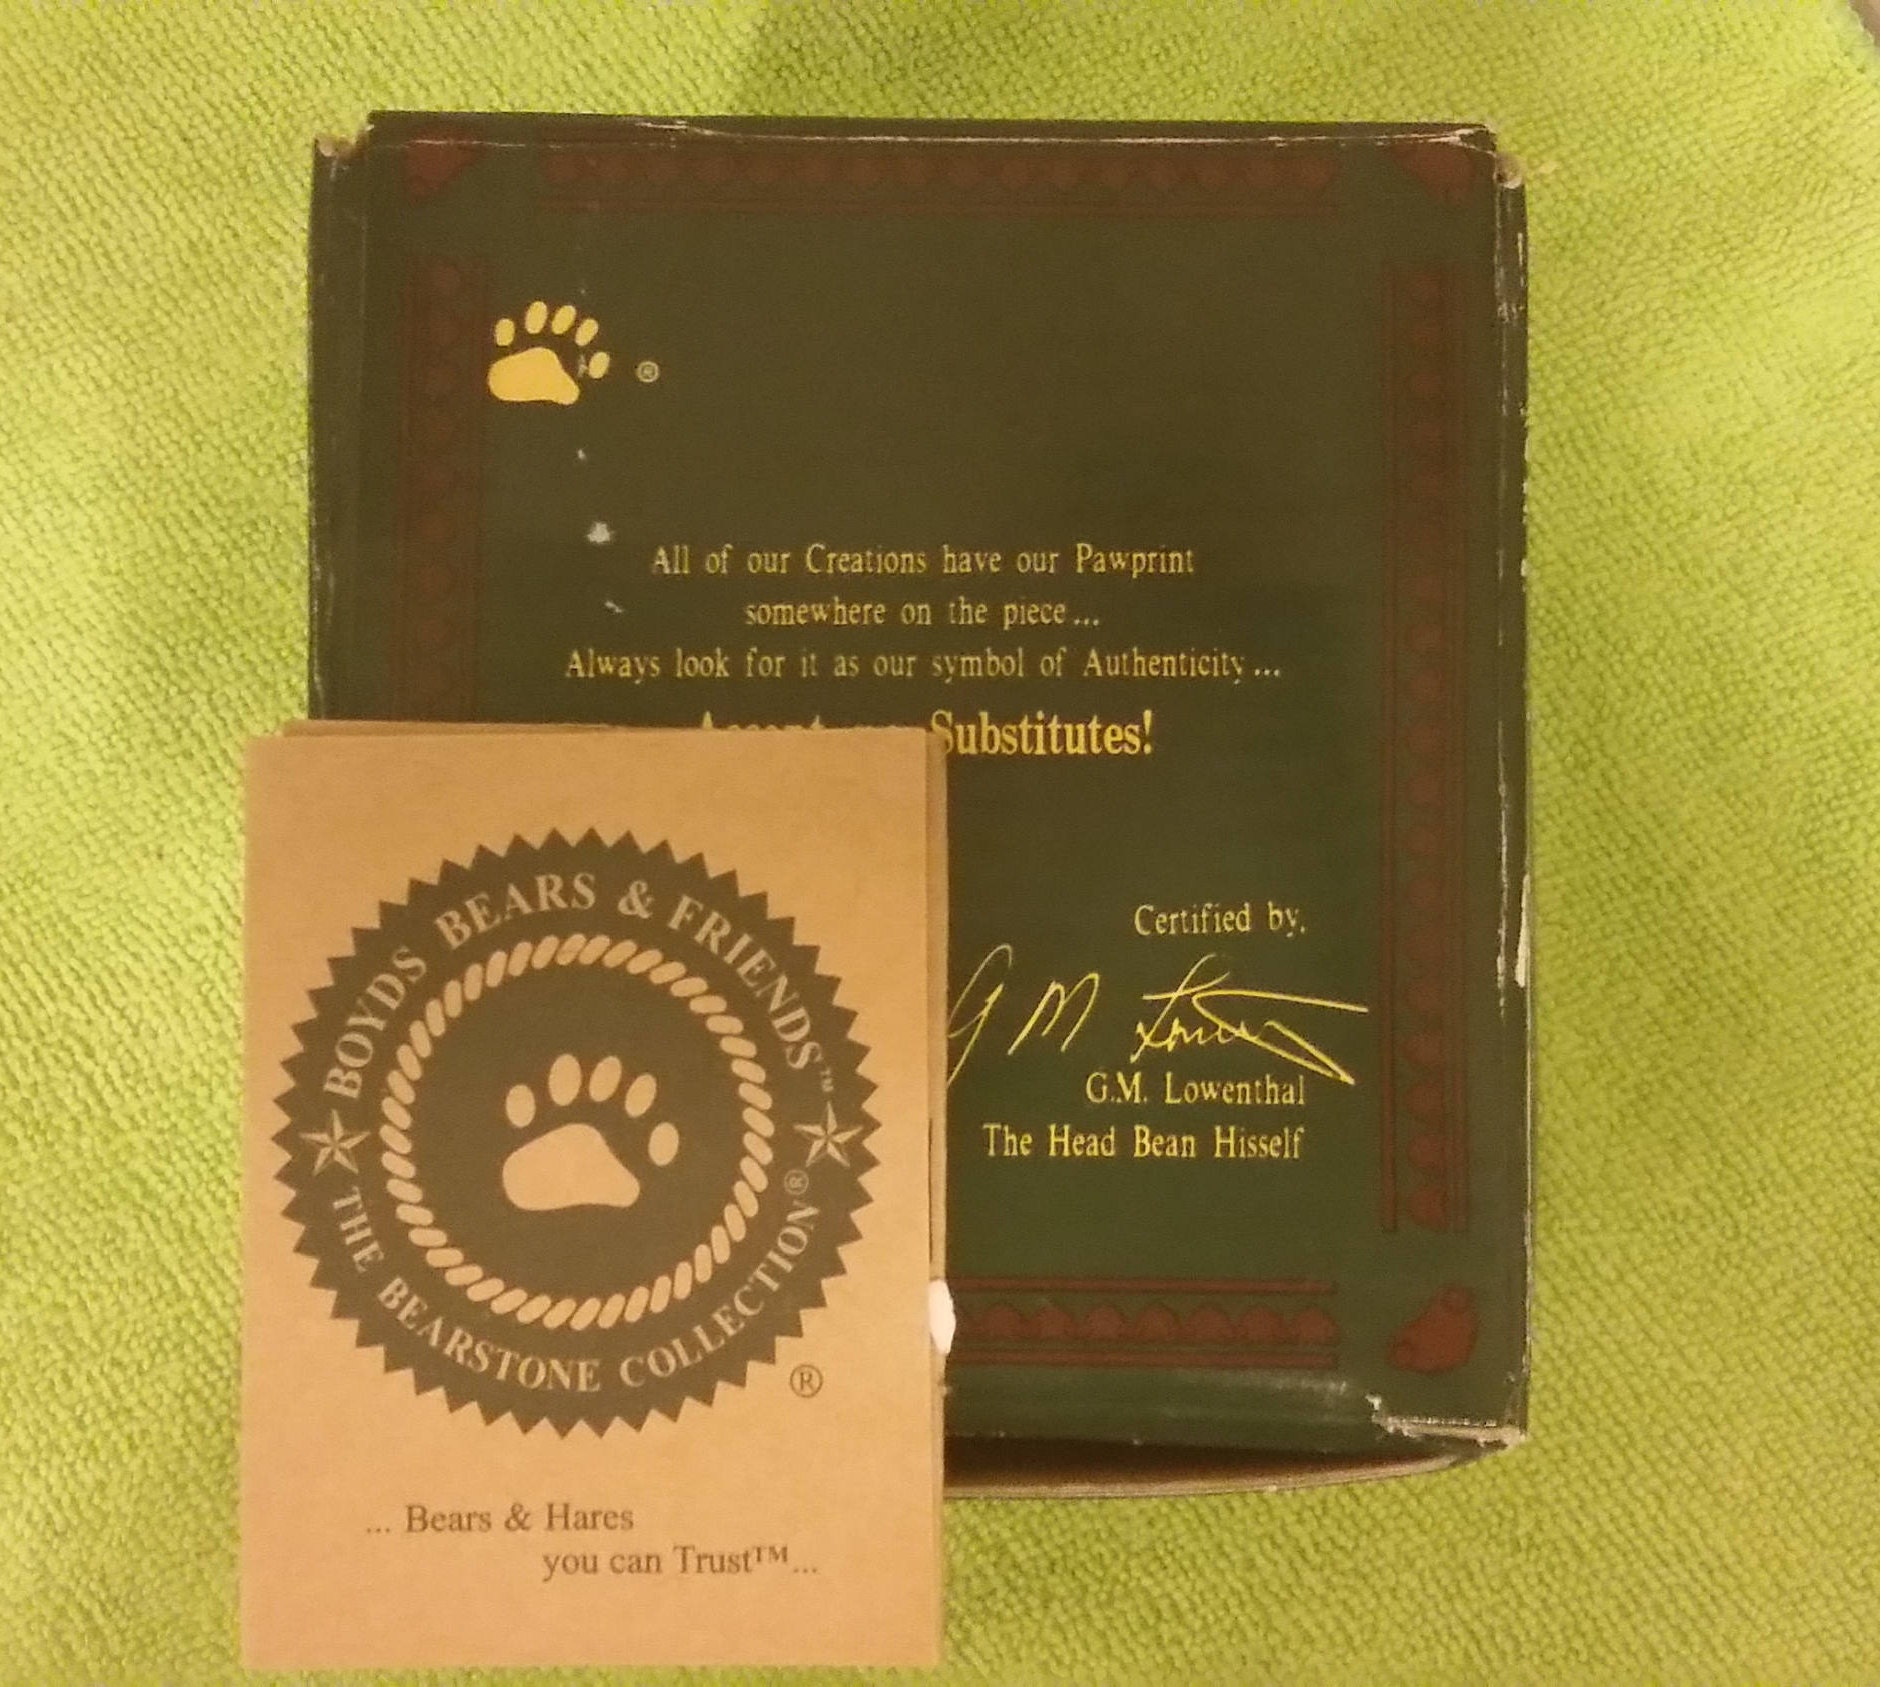 ®
All of our Creations have our Pawprint
somewhere on the piece...
Always look for it as our symbol of Authenticity...
Substitutes!
Certified by,
G.M. Lowenthal
The Head Bean Hisself
BOYDS BEARS & FRIENDS™
THE BEARSTONE COLLECTION®
®
... Bears & Hares
you can Trust™...